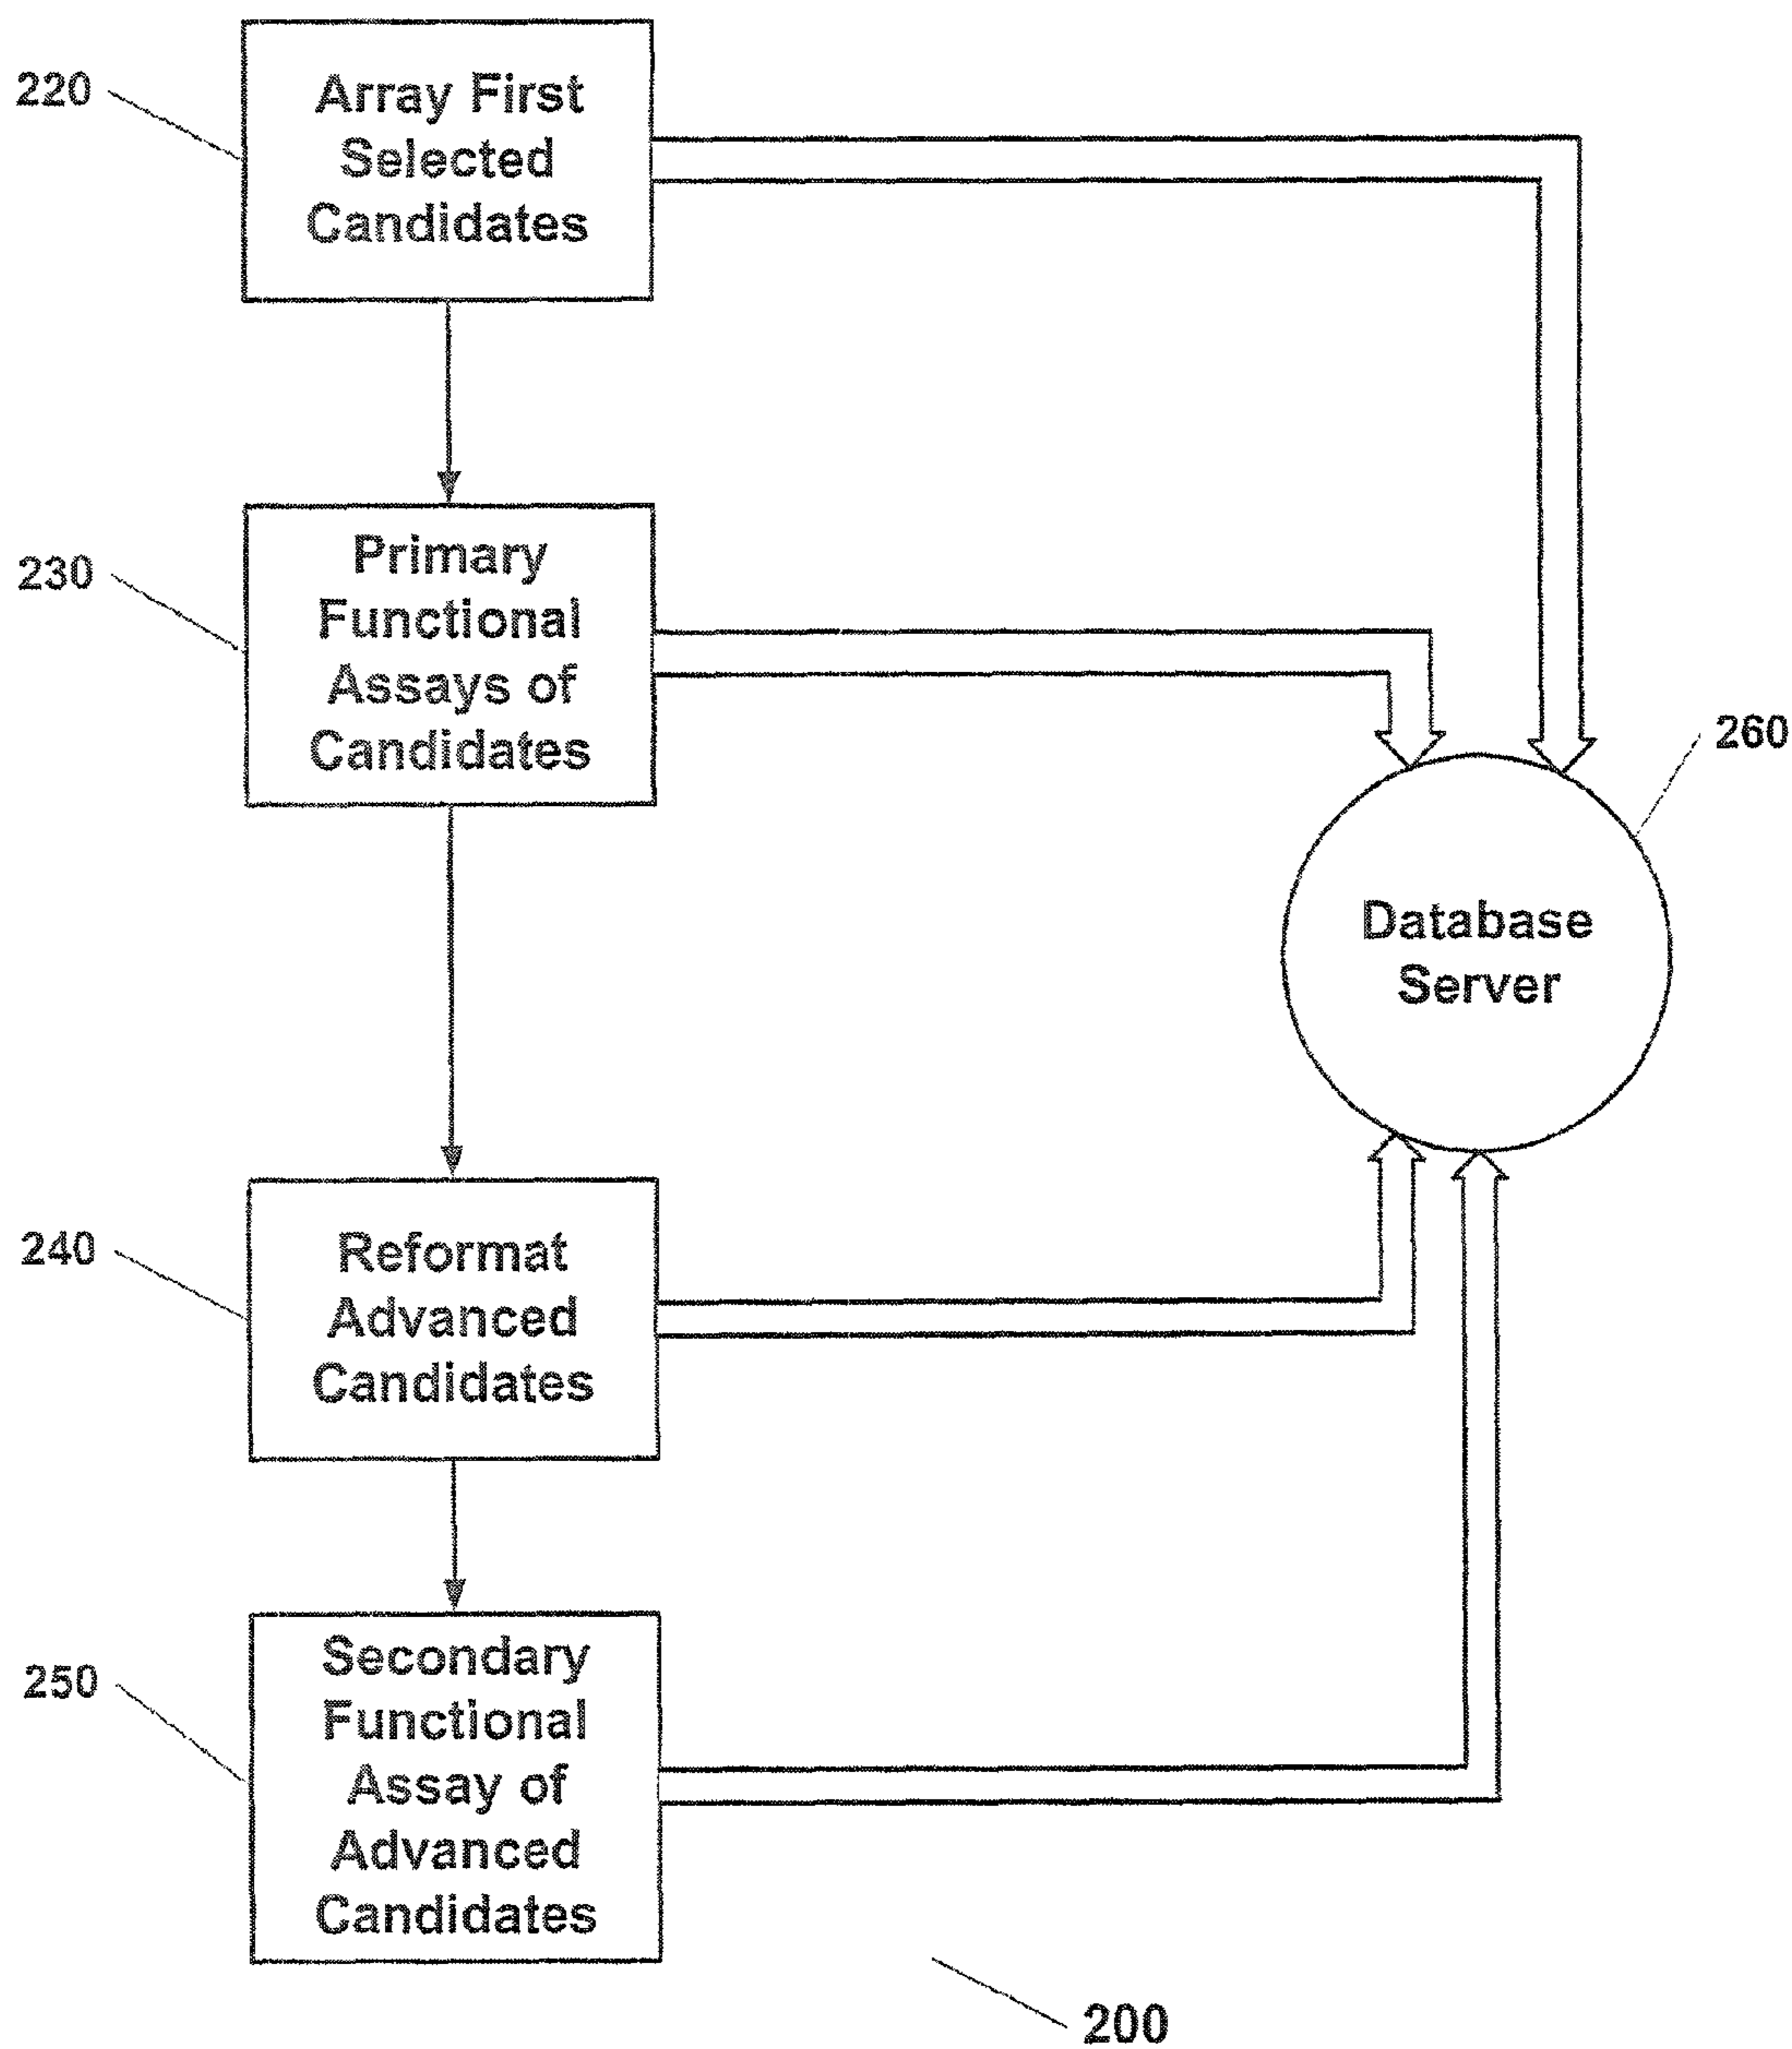 220
Array First
Selected
Candidates
230
Primary
Functional
Assays of
Candidates
260
Database
Server
240
Reformat
Advanced
Candidates
250
Secondary
Functional
Assay of
Advanced
Candidates
200